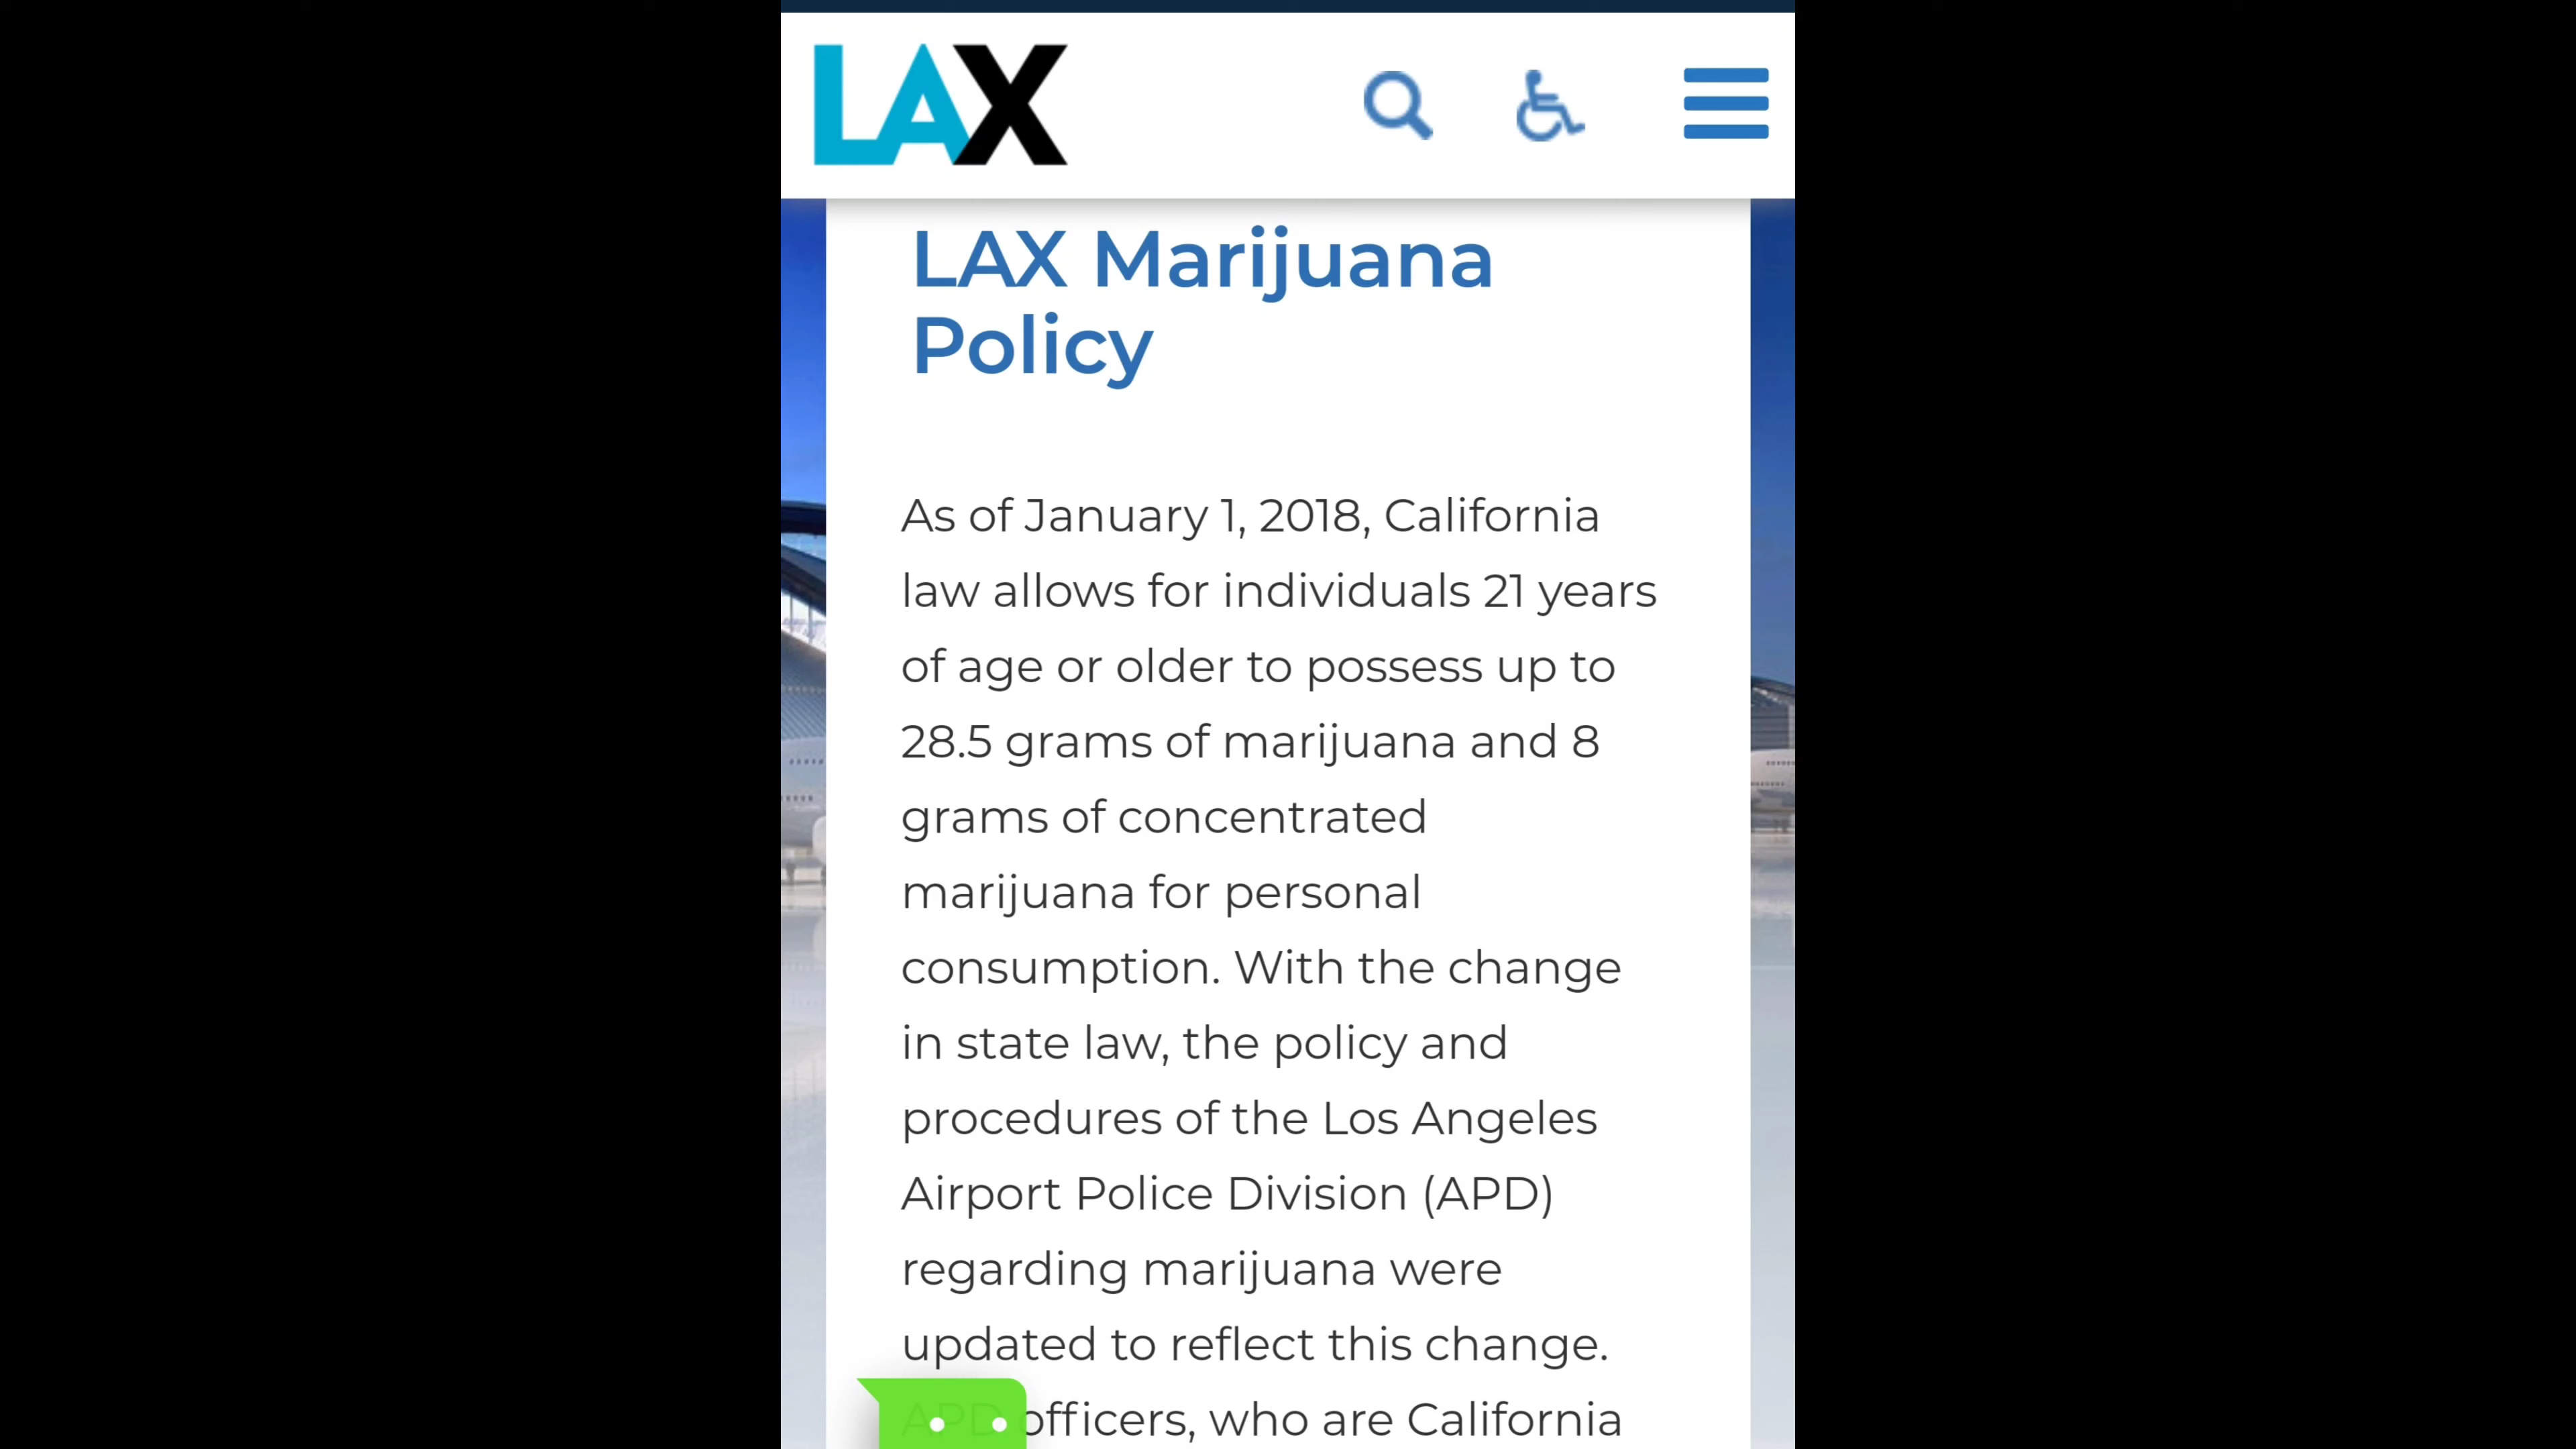 LAX
LAX Marijuana
Policy
As of January 1, 2018, California
law allows for individuals 21 years
of age or older to possess up to
28.5 grams of marijuana and 8
grams of concentrated
marijuana for personal
consumption. With the change
in state law, the policy and
procedures of the Los Angeles
Airport Police Division (APD)
regarding marijuana were
updated to reflect this change.
APD officers, who are California